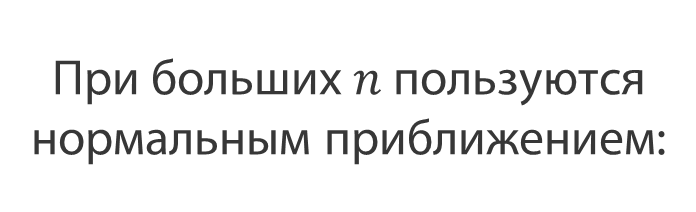 При больших n пользуются
нормальным приближением: